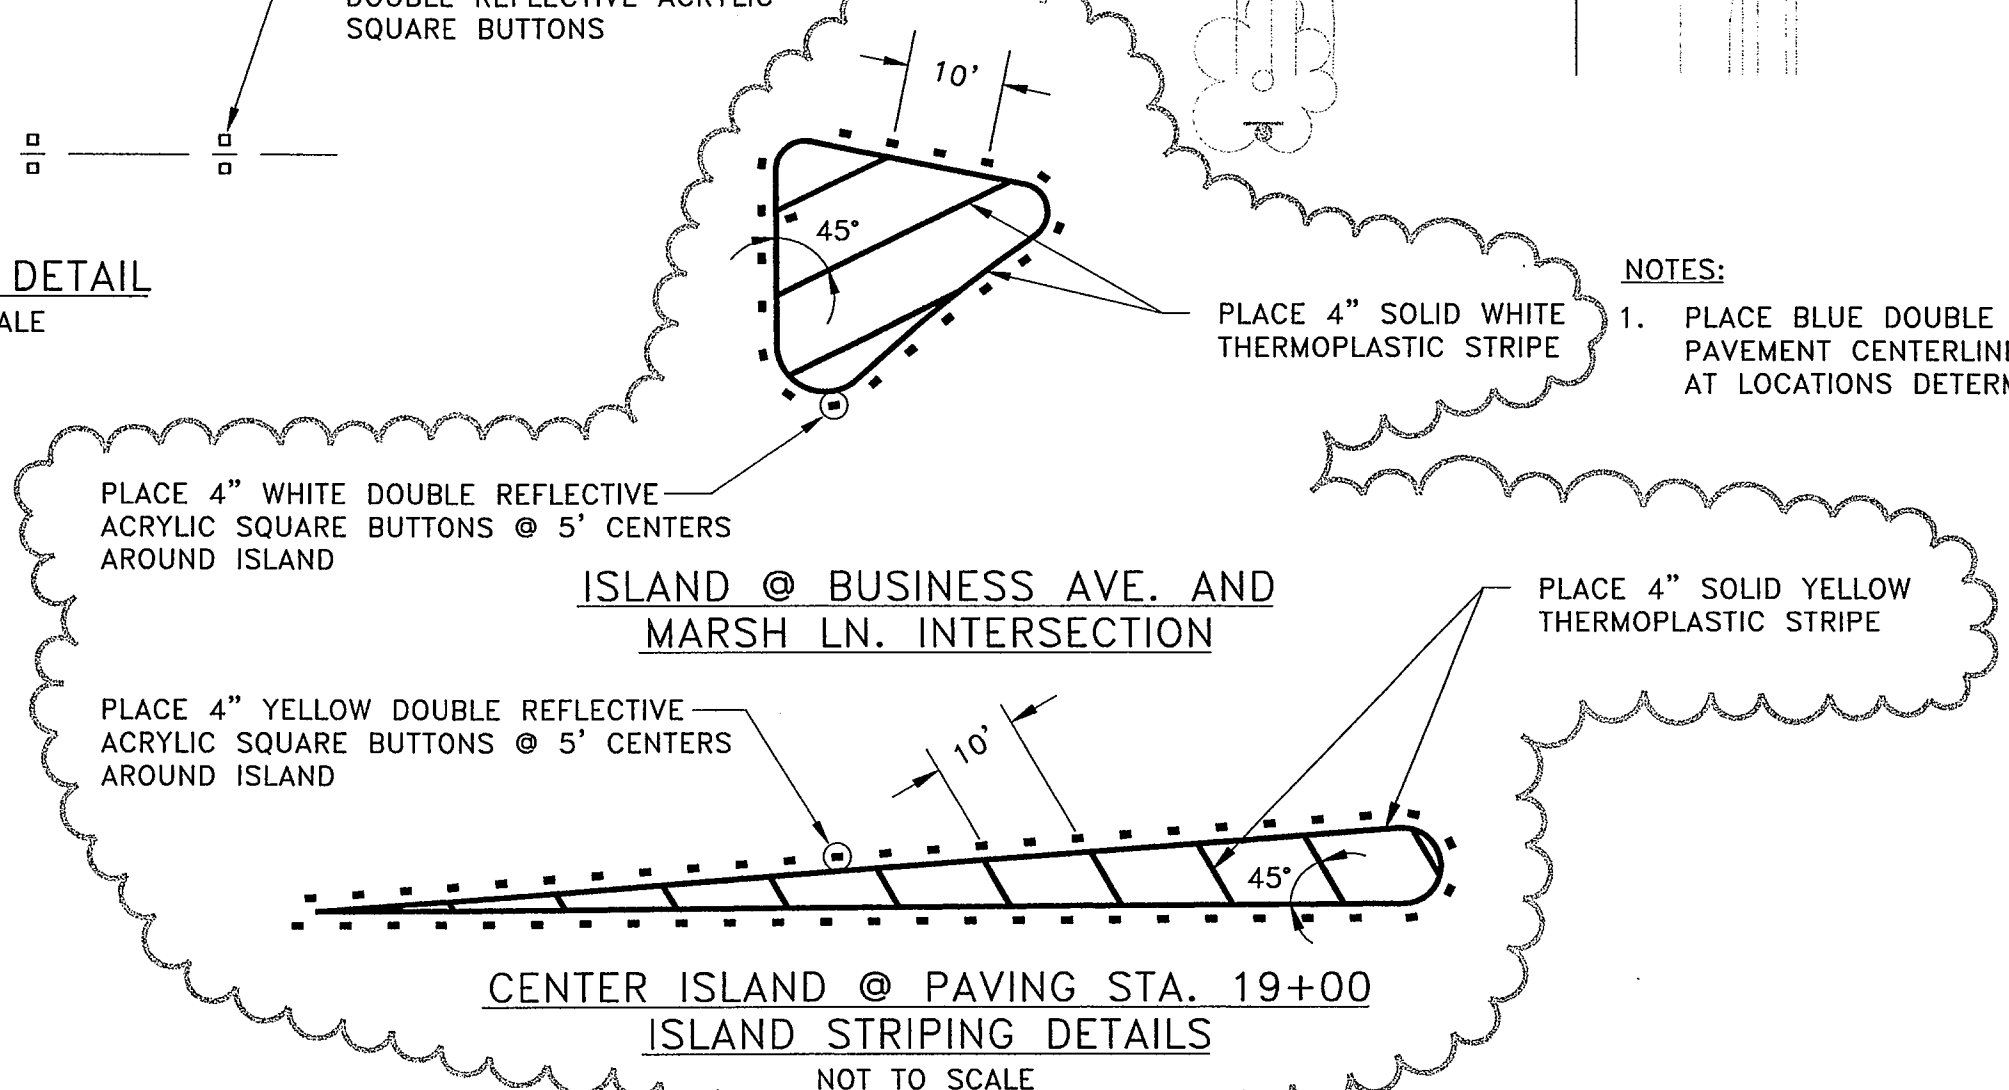 DOUBLE REFLECTIVE ACRYLIC
SQUARE BUTTONS
DETAIL
10'
45°
PLACE 4" SOLID WHITE
THERMOPLASTIC STRIPE
NOTES:
1. PLACE BLUE DOUBLE
PAVEMENT
AT LOCATIONS
PLACE 4" WHITE DOUBLE REFLECTIVE
ACRYLIC SQUARE BUTTONS @ 5' CENTERS
AROUND ISLAND
ISLAND @ BUSINESS AVE. AND
MARSH LN. INTERSECTION
PLACE 4" SOLID YELLOW
THERMOPLASTIC STRIPE
PLACE 4" YELLOW DOUBLE REFLECTIVE
ACRYLIC SQUARE BUTTONS @ 5' CENTERS
AROUND ISLAND
10'
45°
CENTER ISLAND @ PAVING STA. 19+00
ISLAND STRIPING DETAILS
NOT TO SCALE